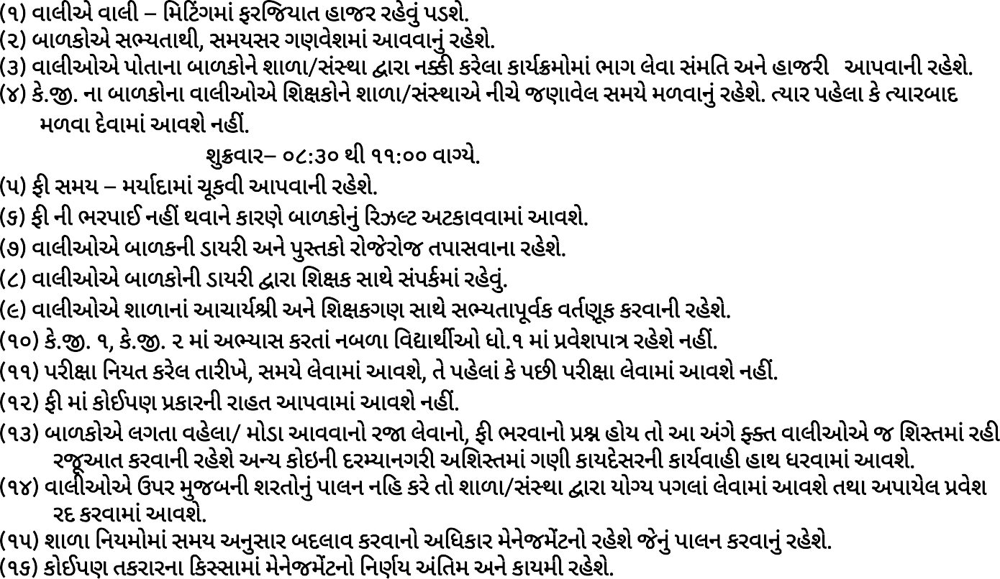 (૧) વાલીએ વાલી – મિટિંગમાં ફરજિયાત હાજર રહેવું પડશે.
(૨) બાળકોએ સભ્યતાથી, સમયસર ગણવેશમાં આવવાનું રહેશે.
(૩) વાલીઓએ પોતાના બાળકોને શાળા/સંસ્થા દ્વારા નક્કી કરેલા કાર્યક્રમોમાં ભાગ લેવા સંમતિ અને હાજરી આપવાની રહેશે.
(૪) કે.જી. ના બાળકોના વાલીઓએ શિક્ષકોને શાળા/સંસ્થાએ નીચે જણાવેલ સમયે મળવાનું રહેશે. ત્યાર પહેલા કે ત્યારબાદ
મળવા દેવામાં આવશે નહીં.
શુક્રવાર– ૦૮:૩૦ થી ૧૧:૦૦ વાગ્યે.
(૫) ફી સમય – મર્યાદામાં ચૂકવી આપવાની રહેશે.
(૬) ફી ની ભરપાઈ નહીં થવાને કારણે બાળકોનું રિઝલ્ટ અટકાવવામાં આવશે.
(૭) વાલીઓએ બાળકની ડાયરી અને પુસ્તકો રોજેરોજ તપાસવાના રહેશે.
(૮) વાલીઓએ બાળકોની ડાયરી દ્વારા શિક્ષક સાથે સંપર્કમાં રહેવું.
(૯) વાલીઓએ શાળાનાં આચાર્યશ્રી અને શિક્ષકગણ સાથે સભ્યતાપૂર્વક વર્તણૂક કરવાની રહેશે.
(૧૦) કે.જી. ૧, કે.જી. ૨ માં અભ્યાસ કરતાં નબળા વિદ્યાર્થીઓ ધો.૧ માં પ્રવેશપાત્ર રહેશે નહીં.
(૧૧) પરીક્ષા નિયત કરેલ તારીખે, સમયે લેવામાં આવશે, તે પહેલાં કે પછી પરીક્ષા લેવામાં આવશે નહીં.
(૧૨) ફી માં કોઈપણ પ્રકારની રાહત આપવામાં આવશે નહીં.
(૧૩) બાળકોએ લગતા વહેલા/ મોડા આવવાનો રજા લેવાનો, ફી ભરવાનો પ્રશ્ન હોય તો આ અંગે ફ્ક્ત વાલીઓએ જ શિસ્તમાં રહી
રજૂઆત કરવાની રહેશે અન્ય કોઇની દરમ્યાનગરી અશિસ્તમાં ગણી કાયદેસરની કાર્યવાહી હાથ ધરવામાં આવશે.
(૧૪) વાલીઓએ ઉપર મુજબની શરતોનું પાલન નહિ કરે તો શાળા/સંસ્થા દ્વારા યોગ્ય પગલાં લેવામાં આવશે તથા અપાયેલ પ્રવેશ
રદ કરવામાં આવશે.
(૧૫) શાળા નિયમોમાં સમય અનુસાર બદલાવ કરવાનો અધિકાર મેનેજમેંટનો રહેશે જેનું પાલન કરવાનું રહેશે.
(૧૬) કોઈપણ તકરારના કિસ્સામાં મેનેજમેંટનો નિર્ણય અંતિમ અને કાયમી રહેશે.